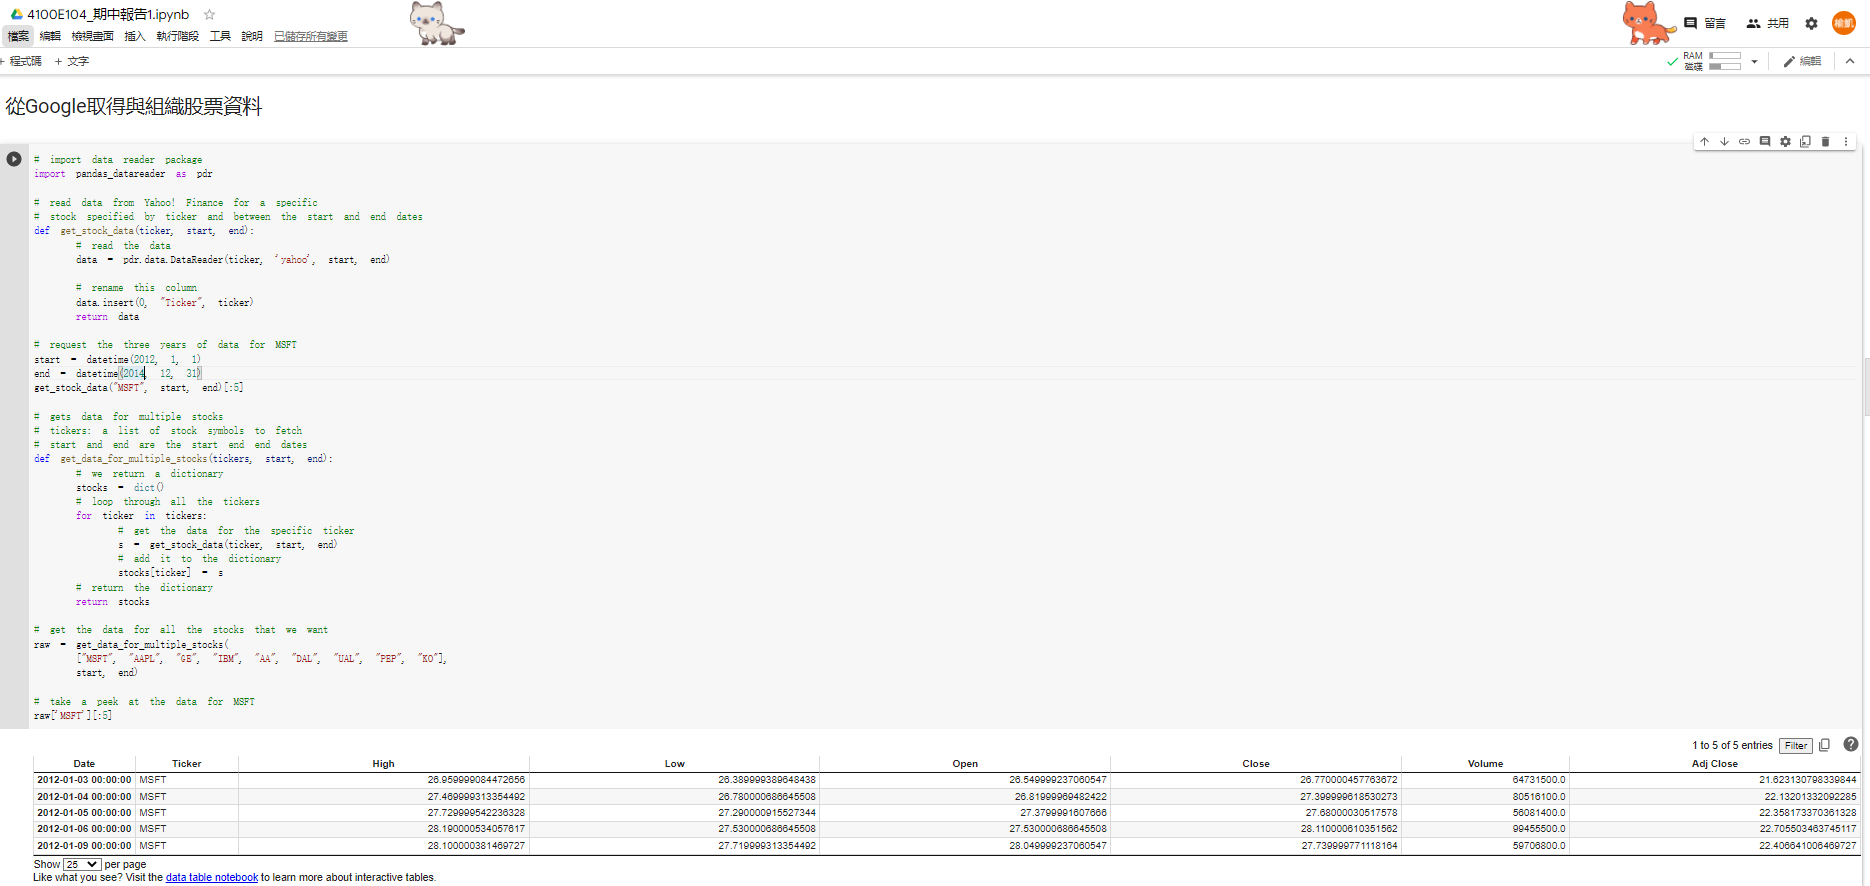 4100E104_期中報告1.ipynb
檔案 編輯 檢視畫面 插入 執行階段 工具 說明 已儲存所有變更
留言 共用 榆凱
+ 程式碼 + 文字
RAM
磁碟
編輯
從Google取得與組織股票資料
# import data reader package
import pandas_datareader as pdr
# read data from Yahoo! Finance for a specific
# stock specified by ticker and between the start and end dates
def get_stock_data(ticker, start, end):
# read the data
data = pdr.data.DataReader(ticker, 'yahoo', start, end)
# rename this column
data.insert(0, "Ticker", ticker)
return data
# request the three years of data for MSFT
start = datetime(2012, 1, 1)
end = datetime(2014, 12, 31)
get_stock_data("MSFT", start, end)[:5]
# gets data for multiple stocks
# tickers: a list of stock symbols to fetch
# start and end are the start end end dates
def get_data_for_multiple_stocks(tickers, start, end):
# we return a dictionary
stocks = dict()
# loop through all the tickers
for ticker in tickers:
# get the data for the specific ticker
s = get_stock_data(ticker, start, end)
# add it to the dictionary
stocks[ticker] = s
# return the dictionary
return stocks
# get the data for all the stocks that we want
raw = get_data_for_multiple_stocks(
["MSFT", "AAPL", "GE", "IBM", "AA", "DAL", "UAL", "PEP", "KO"],
start, end)
# take a peek at the data for MSFT
raw['MSFT'][:5]
1 to 5 of 5 entries Filter
Date Ticker High Low Open Close Volume Adj Close
2012-01-03 00:00:00 MSFT 26.959999084472656 26.389999389648438 26.549999237060547 26.770000457763672 64731500.0 21.623130798339844
2012-01-04 00:00:00 MSFT 27.469999313354492 26.780000686645508 26.81999969482422 27.399999618530273 80516100.0 22.13201332092285
2012-01-05 00:00:00 MSFT 27.729999542236328 27.290000915527344 27.3799991607666 27.68000030517578 56081400.0 22.358173370361328
2012-01-06 00:00:00 MSFT 28.190000534057617 27.530000686645508 27.530000686645508 28.110000610351562 99455500.0 22.705503463745117
2012-01-09 00:00:00 MSFT 28.100000381469727 27.719999313354492 28.049999237060547 27.739999771118164 59706800.0 22.406641006469727
Show 25 per page
Like what you see? Visit the data table notebook to learn more about interactive tables.